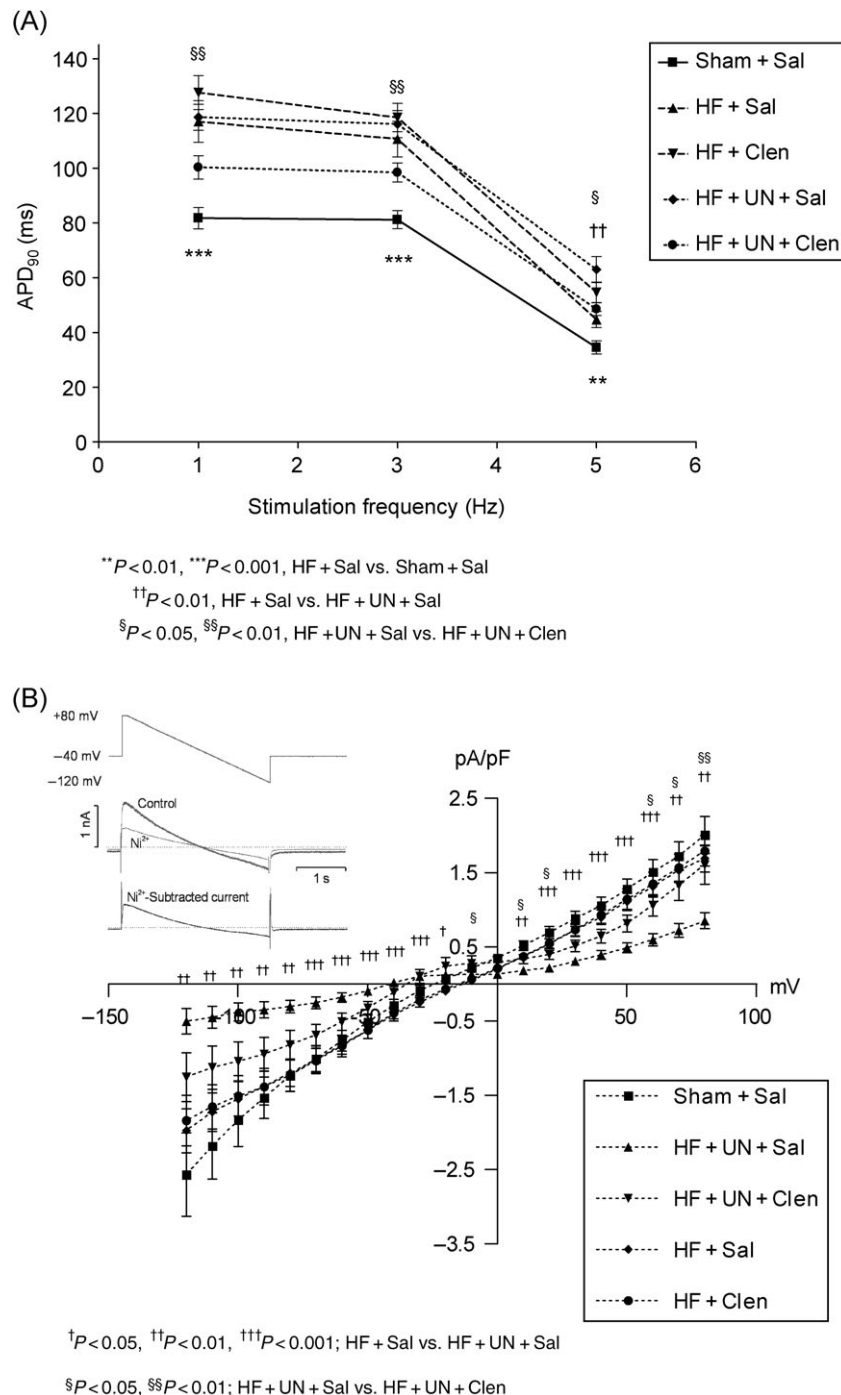 (A)
§§
§§
§
††
***
***
**
140
120
100
80
60
40
20
0
APD90 (ms)
0 1 2 3 4 5 6
Stimulation frequency (Hz)
Sham + Sal
HF + Sal
HF + Clen
HF + UN + Sal
HF + UN + Clen
**P < 0.01, ***P < 0.001, HF + Sal vs. Sham + Sal
††P < 0.01, HF + Sal vs. HF + UN + Sal
§P < 0.05, §§P < 0.01, HF + UN + Sal vs. HF + UN + Clen
(B)
+80 mV
−40 mV
−120 mV
Control
1 nA
Ni2+
1 s
Ni2+-Subtracted current
pA/pF
2.5
1.5
0.5
−0.5
−1.5
−2.5
−3.5
†† †† †† †† †† ††† ††† ††† ††† ††† † § § †† § ††† ††† ††† ††† § ††† § †† §§ ††
−150 −100 50 50 100
mV
Sham + Sal
HF + UN + Sal
HF + UN + Clen
HF + Sal
HF + Clen
†P < 0.05, ††P < 0.01, †††P < 0.001; HF + Sal vs. HF + UN + Sal
§P < 0.05, §§P < 0.01; HF + UN + Sal vs. HF + UN + Clen